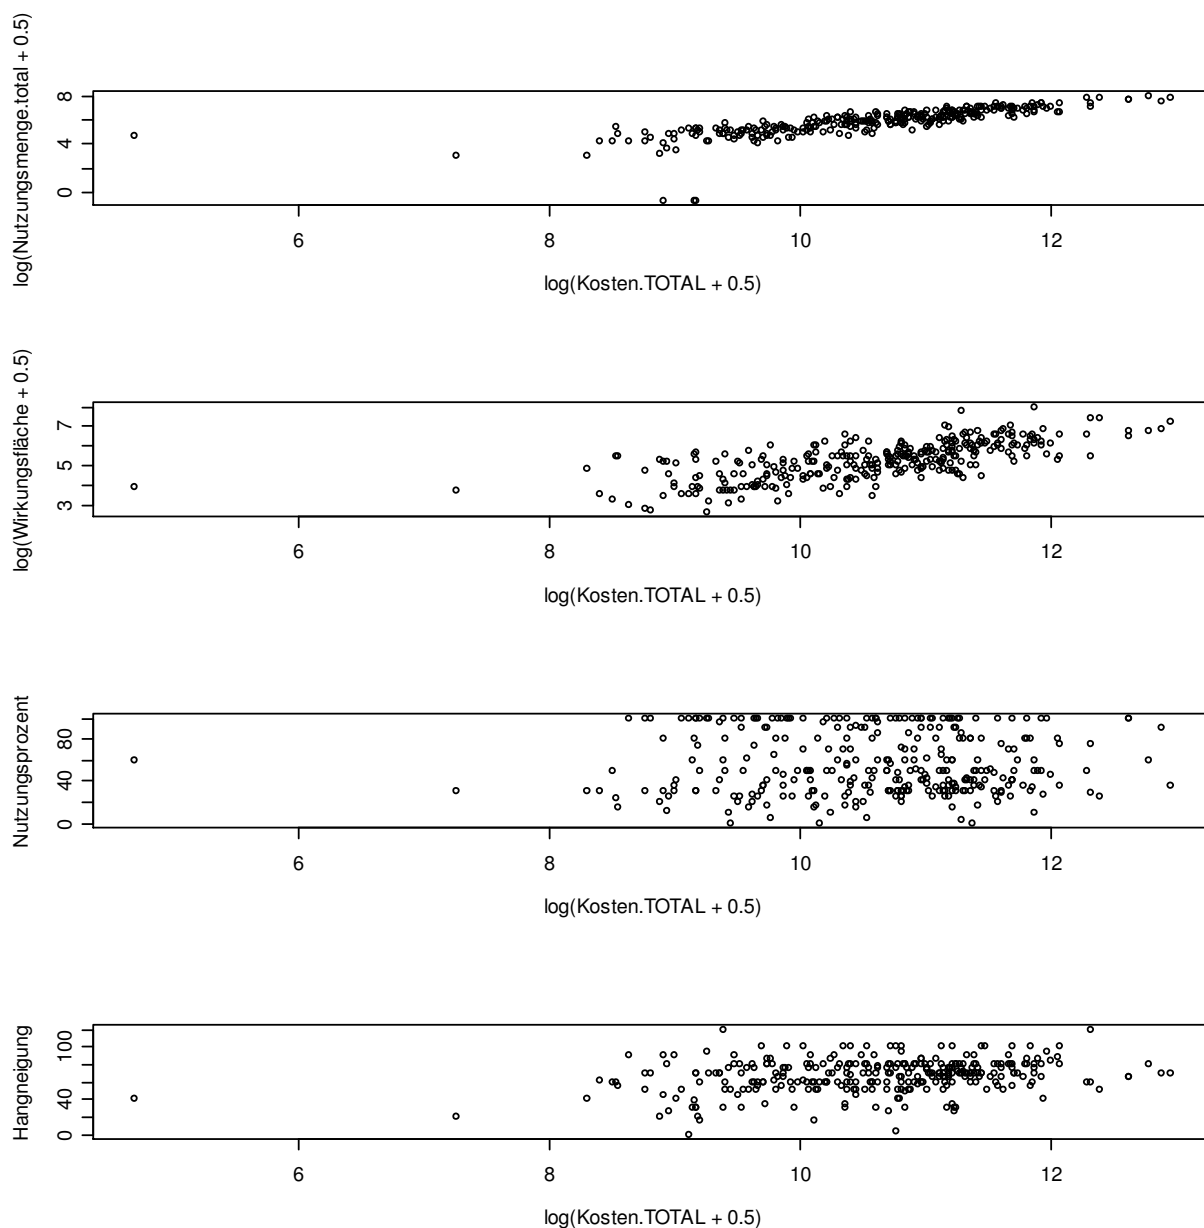 log(Nutzungsmenge.total + 0.5)
8
4
0
6 8 10 12
log(Kosten.TOTAL + 0.5)
log(Wirkungsfläche + 0.5)
7
5
3
6 8 10 12
log(Kosten.TOTAL + 0.5)
Nutzungsprozent
80
40
0
6 8 10 12
log(Kosten.TOTAL + 0.5)
Hangneigung
100
40
0
6 8 10 12
log(Kosten.TOTAL + 0.5)